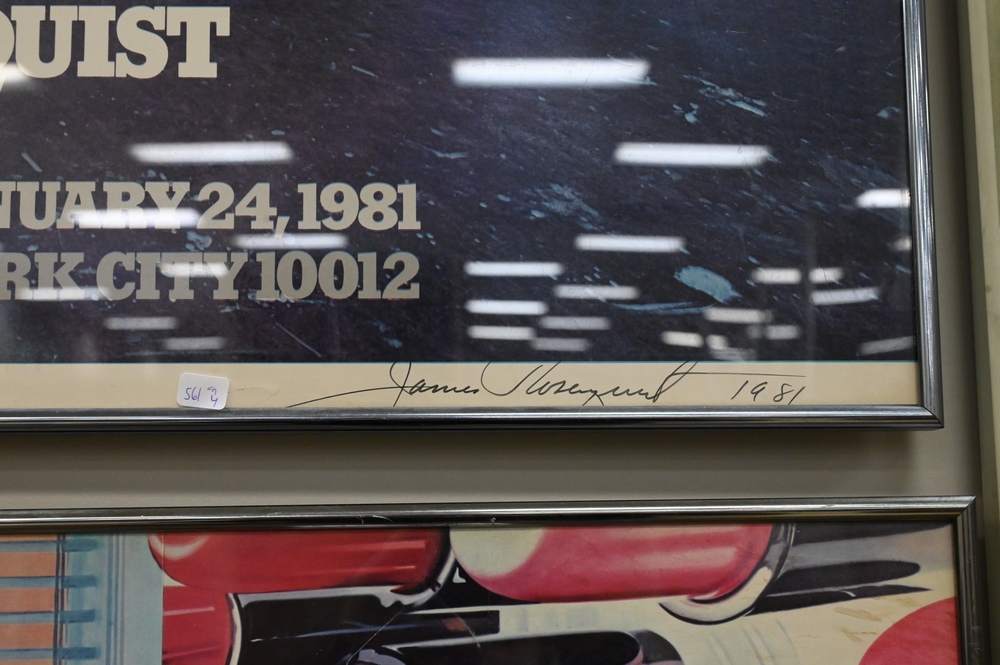 QUIST
NUARY 24, 1981
RK CITY 10012
561
James Rosenquist 1981